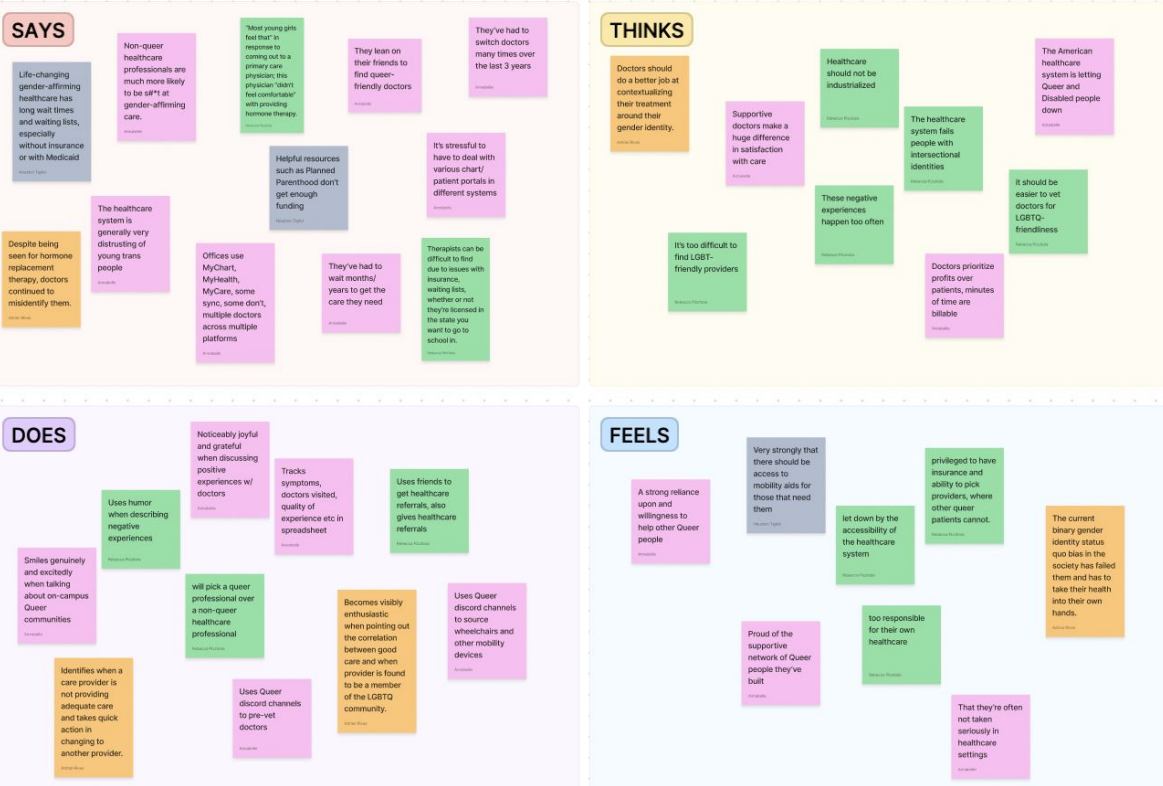 SAYS
Life-changing
gender-affirming
healthcare has
long wait times
and waiting lists,
especially
without insurance
or with Medicaid
Non-queer
healthcare
professionals are
much more likely
to be s#*t at
gender-affirming
care.
Annabelle
"Most young girls
feel that" in
response to
coming out to a
primary care
physician; this
physician "didn't
feel comfortable"
with providing
hormone therapy.
They lean on
their friends to
find queer-
friendly doctors
Annabelle
They've had to
switch doctors
many times over
the last 3 years
Annabelle
Helpful resources
such as Planned
Parenthood don't
get enough
funding
It's stressful to
have to deal with
various chart/
patient portals in
different systems
Annabelle
The healthcare
system is
generally very
distrusting of
young trans
people
Annabelle
Despite being
seen for hormone
replacement
therapy, doctors
continued to
misidentify them.
Offices use
MyChart,
MyHealth,
MyCare, some
sync, some don't,
multiple doctors
across multiple
platforms
Annabelle
They've had to
wait months/
years to get the
care they need
Annabelle
Therapists can be
difficult to find
due to issues with
insurance,
waiting lists,
whether or not
they're licensed in
the state you
want to go to
school in.
THINKS
Doctors should
do a better job at
contextualizing
their treatment
around their
gender identity.
Supportive
doctors make a
huge difference
in satisfaction
with care
Annabelle
Healthcare
should not be
industrialized
The healthcare
system fails
people with
intersectional
identities
The American
healthcare
system is letting
Queer and
Disabled people
down
Annabelle
These negative
experiences
happen too often
It should be
easier to vet
doctors for
LGBTQ-
friendliness
It's too difficult to
find LGBT-
friendly providers
Doctors prioritize
profits over
patients, minutes
of time are
billable
Annabelle
DOES
Noticeably joyful
and grateful
when discussing
positive
experiences w/
doctors
Annabelle
Uses humor
when describing
negative
experiences
Tracks
symptoms,
doctors visited,
quality of
experience etc in
spreadsheet
Annabelle
Uses friends to
get healthcare
referrals, also
gives healthcare
referrals
Smiles genuinely
and excitedly
when talking
about on-campus
Queer
communities
Annabelle
will pick a queer
professional over
a non-queer
healthcare
professional
Becomes visibly
enthusiastic
when pointing out
the correlation
between good
care and when
provider is found
to be a member
of the LGBTQ
community.
Uses Queer
discord channels
to source
wheelchairs and
other mobility
devices
Annabelle
Identifies when a
care provider is
not providing
adequate care
and takes quick
action in
changing to
another provider.
Uses Queer
discord channels
to pre-vet
doctors
Annabelle
FEELS
A strong reliance
upon and
willingness to
help other Queer
people
Annabelle
Very strongly that
there should be
access to
mobility aids for
those that need
them
let down by the
accessibility of
the healthcare
system
privileged to have
insurance and
ability to pick
providers, where
other queer
patients cannot.
The current
binary gender
identity status
quo bias in the
society has failed
them and has to
take their health
into their own
hands.
Proud of the
supportive
network of Queer
people they've
built
Annabelle
too responsible
for their own
healthcare
That they're often
not taken
seriously in
healthcare
settings
Annabelle